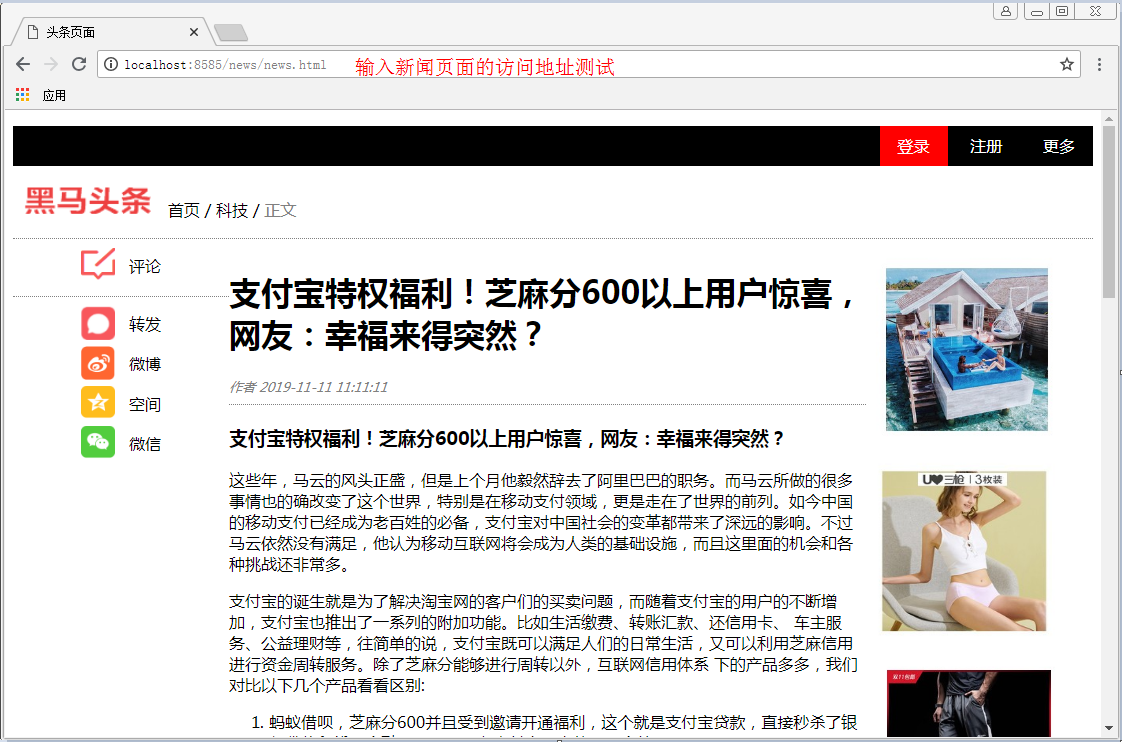 头条页面
localhost:8585/news/news.html
输入新闻页面的访问地址测试
应用
登录 注册 更多
黑马头条
首页 / 科技 / 正文
评论
转发
微博
空间
微信
支付宝特权福利！芝麻分600以上用户惊喜，
网友：幸福来得突然？
作者 2019-11-11 11:11:11
支付宝特权福利！芝麻分600以上用户惊喜，网友：幸福来得突然？
这些年，马云的风头正盛，但是上个月他毅然辞去了阿里巴巴的职务。而马云所做的很多
事情也的确改变了这个世界，特别是在移动支付领域，更是走在了世界的前列。如今中国
的移动支付已经成为老百姓的必备，支付宝对中国社会的变革都带来了深远的影响。不过
马云依然没有满足，他认为移动互联网将会成为人类的基础设施，而且这里面的机会和各
种挑战还非常多。
支付宝的诞生就是为了解决淘宝网的客户们的买卖问题，而随着支付宝的用户的不断增
加，支付宝也推出了一系列的附加功能。比如生活缴费、转账汇款、还信用卡、 车主服
务、公益理财等，往简单的说，支付宝既可以满足人们的日常生活，又可以利用芝麻信用
进行资金周转服务。除了芝麻分能够进行周转以外，互联网信用体系 下的产品多多，我们
对比以下几个产品看看区别:
1. 蚂蚁借呗，芝麻分600并且受到邀请开通福利，这个就是支付宝贷款，直接秒杀了银
三枪 | 3枚装
双11狂欢